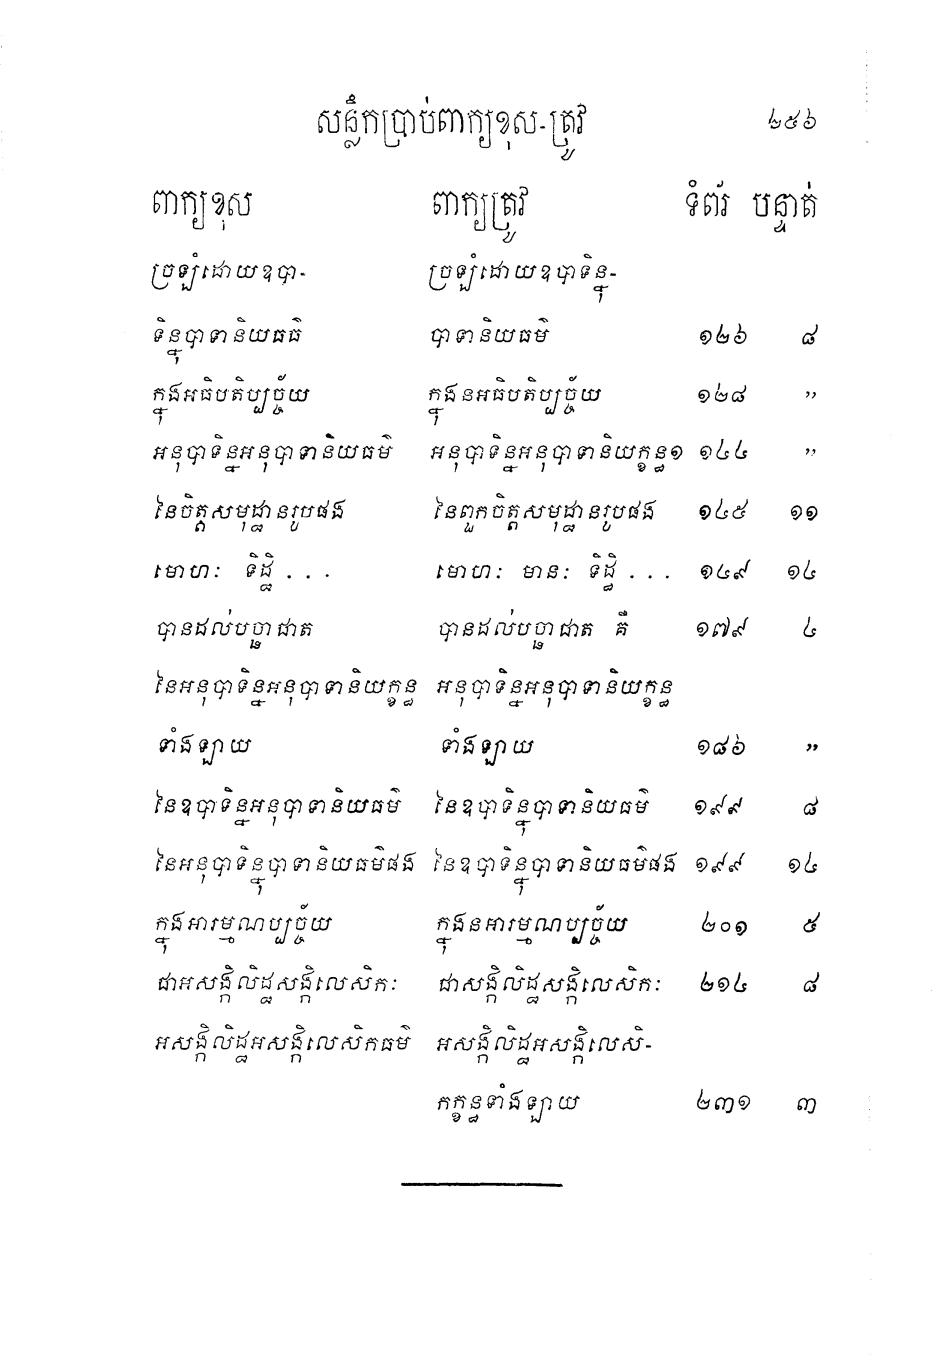 សន្លឹកប្រាប់ពាក្យខុស-ត្រូវ ២៥៦
ពាក្យខុស ពាក្យត្រូវ ទំព័រ បន្ទាត់
ច្រឡំដោយឧបា- ច្រឡំដោយឧបាទិន្នុ-
ទិន្នុបាទានិយធធិ បាទានិយធម៌ ១២៦ ៨
ក្នុងអធិបតិប្បច្ច័យ ក្នុងនអធិបតិប្បច្ច័យ ១២៨ ”
អនុបាទិន្នអនុបាទានិយធម៌ អនុបាទិន្នអនុបាទានិយក្ខន្ធ១ ១៤៤ ”
នៃចិត្តសមុដ្ឋានរូបផង នៃពួកចិត្តសមុដ្ឋានរូបផង ១៤៥ ១១
មោហៈ ទិដ្ឋិ . . . មោហៈ មានៈ ទិដ្ឋិ . . . ១៤៩ ១៤
បានដល់បច្ឆាជាត បានដល់បច្ឆាជាត គឺ ១៧៩ ៤
នៃអនុបាទិន្នអនុបាទានិយក្ខន្ធ អនុបាទិន្នអនុបាទានិយក្ខន្ធ
ទាំងឡាយ ទាំងឡាយ ១៨៦ ”
នៃឧបាទិន្នអនុបាទានិយធម៌ នៃឧបាទិន្នុបាទានិយធម៌ ១៩៩ ៨
នៃអនុបាទិន្នុបាទានិយធម៌ផង នៃឧបាទិន្នុបាទានិយធម៌ផង ១៩៩ ១៤
ក្នុងអារម្មណប្បច្ច័យ ក្នុងនអារម្មណប្បច្ច័យ ២០១ ៥
ជាអសង្កិលិដ្ឋសង្កិលេសិកៈ ជាសង្កិលិដ្ឋសង្កិលេសិកៈ ២១៤ ៨
អសង្កិលិដ្ឋអសង្កិលេសិកធម៌ អសង្កិលិដ្ឋអសង្កិលេសិ-
កក្ខន្ធទាំងឡាយ ២៣១ ៣